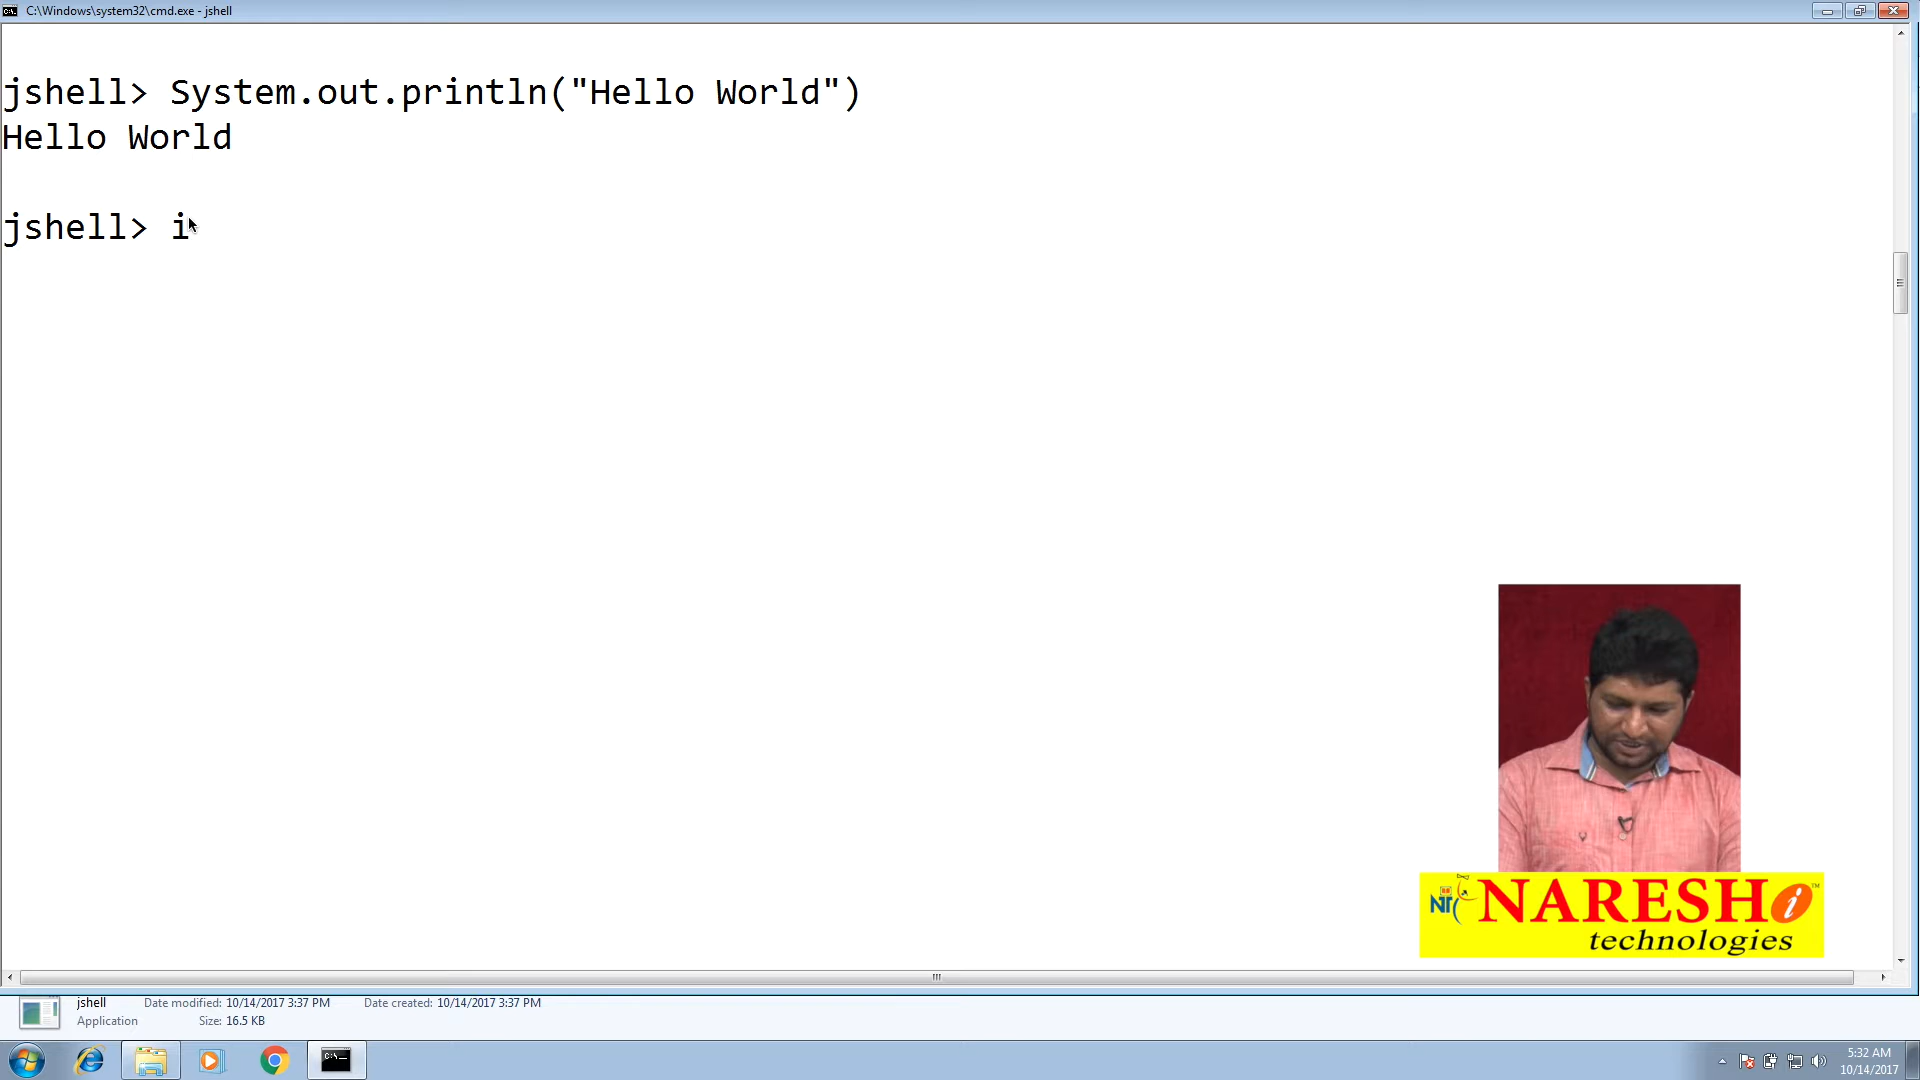 C:\Windows\system32\cmd.exe - jshell
jshell> System.out.println("Hello World")
Hello World
jshell> i
NARESH i ™
technologies
jshell Date modified: 10/14/2017 3:37 PM Date created: 10/14/2017 3:37 PM
Application Size: 16.5 KB
5:32 AM
10/14/2017